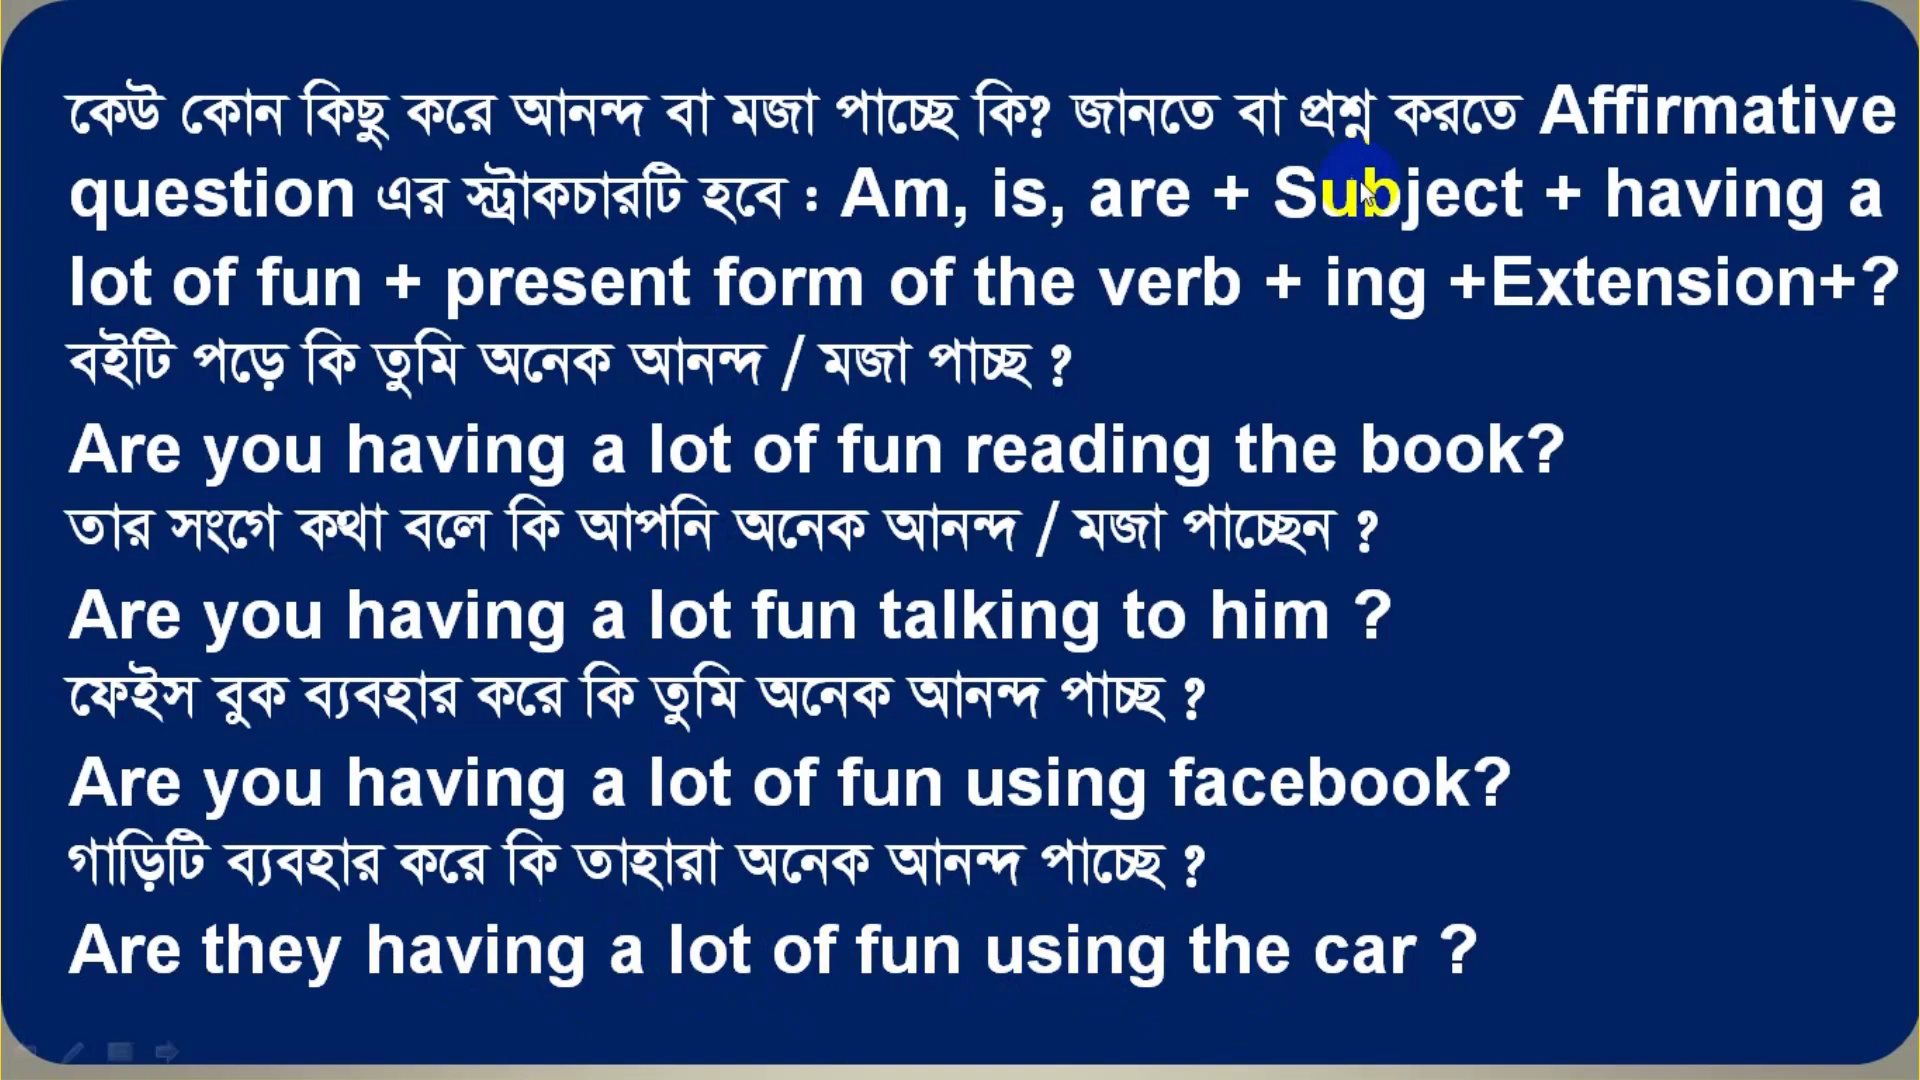 কেউ কোন কিছু করে আনন্দ বা মজা পাচ্ছে কি? জানতে বা প্রশ্ন করতে Affirmative
question এর স্ট্রাকচারটি হবে : Am, is, are + Subject + having a
lot of fun + present form of the verb + ing +Extension+?
বইটি পড়ে কি তুমি অনেক আনন্দ / মজা পাচ্ছ ?
Are you having a lot of fun reading the book?
তার সংগে কথা বলে কি আপনি অনেক আনন্দ / মজা পাচ্ছেন ?
Are you having a lot fun talking to him ?
ফেইস বুক ব্যবহার করে কি তুমি অনেক আনন্দ পাচ্ছ ?
Are you having a lot of fun using facebook?
গাড়িটি ব্যবহার করে কি তাহারা অনেক আনন্দ পাচ্ছে ?
Are they having a lot of fun using the car ?